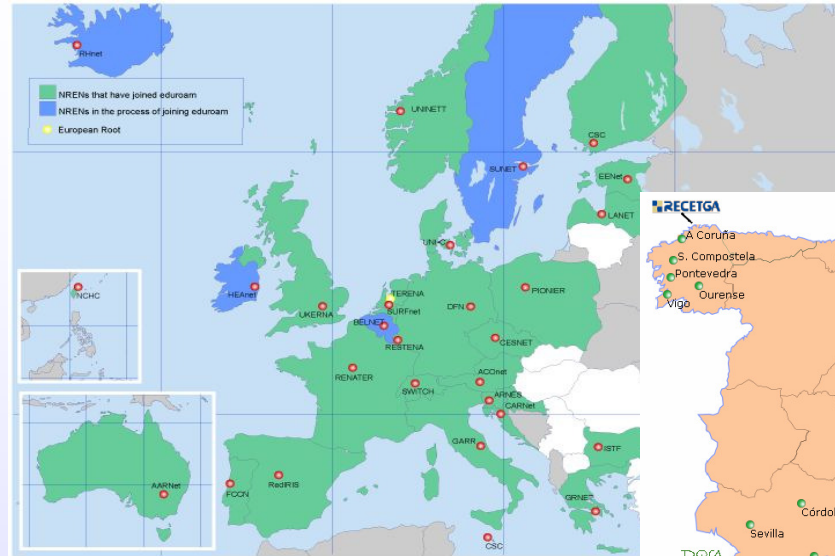 RHnet
NRENs that have joined eduroam
NRENs in the process of joining eduroam
European Root
UNINETT
CSC
SUNET
EENet
LANET
UNI-C
HEAnet
UKERNA
TERENA
SURFnet
BELNET
RESTENA
DFN
PIONIER
CESNET
RENATER
SWITCH
ACOnet
ARNES
CARNet
GARR
ISTF
GRNET
FCCN
RedIRIS
CSC
NCHC
AARNet
RECETGA
A Coruña
S. Compostela
Pontevedra
Ourense
Vigo
Córdo
Sevilla